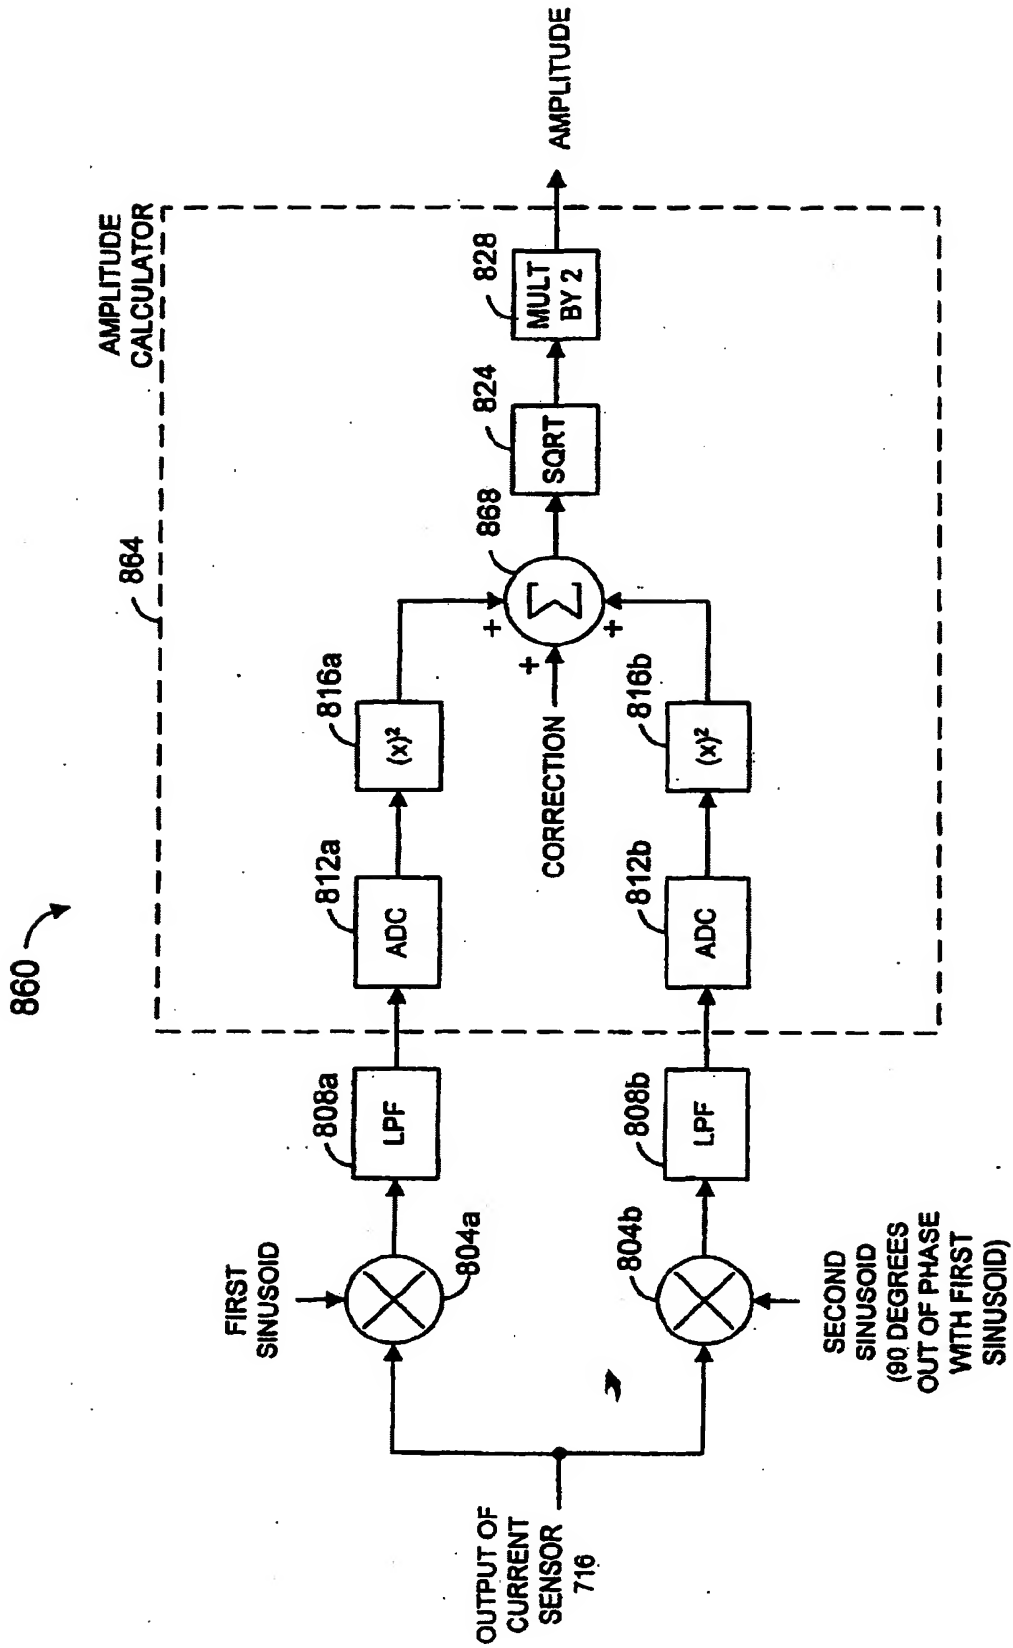 860
864
AMPLITUDE
CALCULATOR
OUTPUT OF
CURRENT
SENSOR
716
FIRST
SINUSOID
804a
808a
LPF
812a
ADC
816a
(x)²
804b
SECOND
SINUSOID
(90 DEGREES
OUT OF PHASE
WITH FIRST
SINUSOID)
808b
LPF
812b
ADC
816b
(x)²
CORRECTION
+
+
+
Σ
868
824
SQRT
828
MULT
BY 2
AMPLITUDE